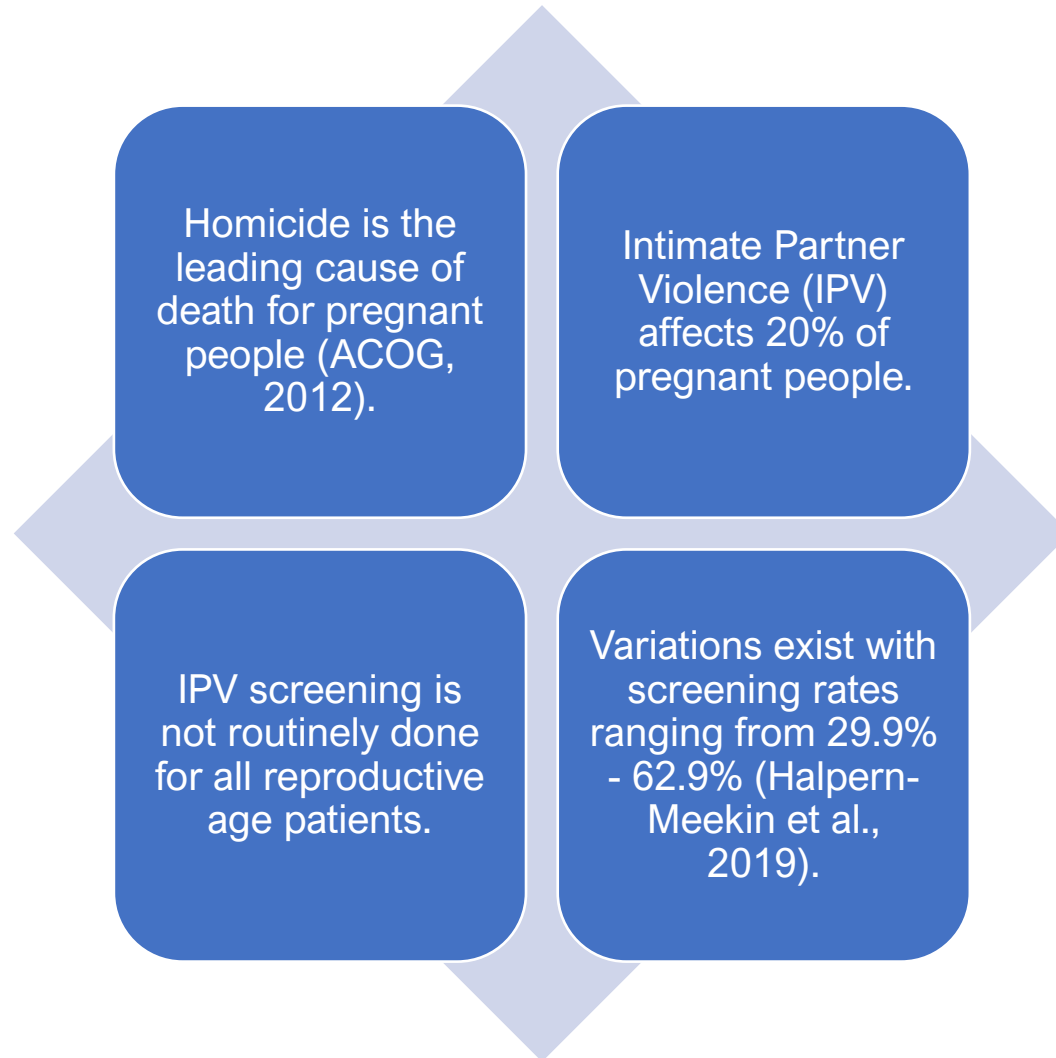 Homicide is the
leading cause of
death for pregnant
people (ACOG,
2012).
Intimate Partner
Violence (IPV)
affects 20% of
pregnant people.
IPV screening is
not routinely done
for all reproductive
age patients.
Variations exist with
screening rates
ranging from 29.9%
- 62.9% (Halpern-
Meekin et al.,
2019).